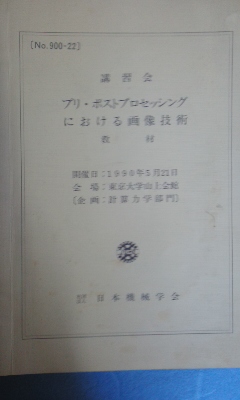 〔No.900-22〕
講習会
プリ・ポストプロセッシング
における画像技術
教材
開催日：1990年5月21日
会場：東京大学山上会館
〔企画：計算力学部門〕
日本機械学会